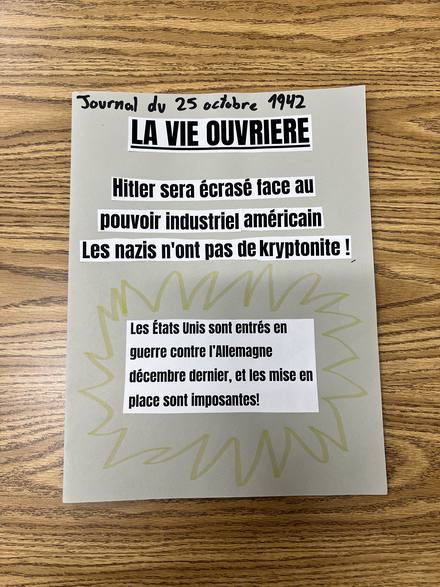 Journal du 25 octobre 1942
LA VIE OUVRIERE
Hitler sera écrasé face au
pouvoir industriel américain
Les nazis n'ont pas de kryptonite !
Les États Unis sont entrés en
guerre contre l'Allemagne
décembre dernier, et les mise en
place sont imposantes!